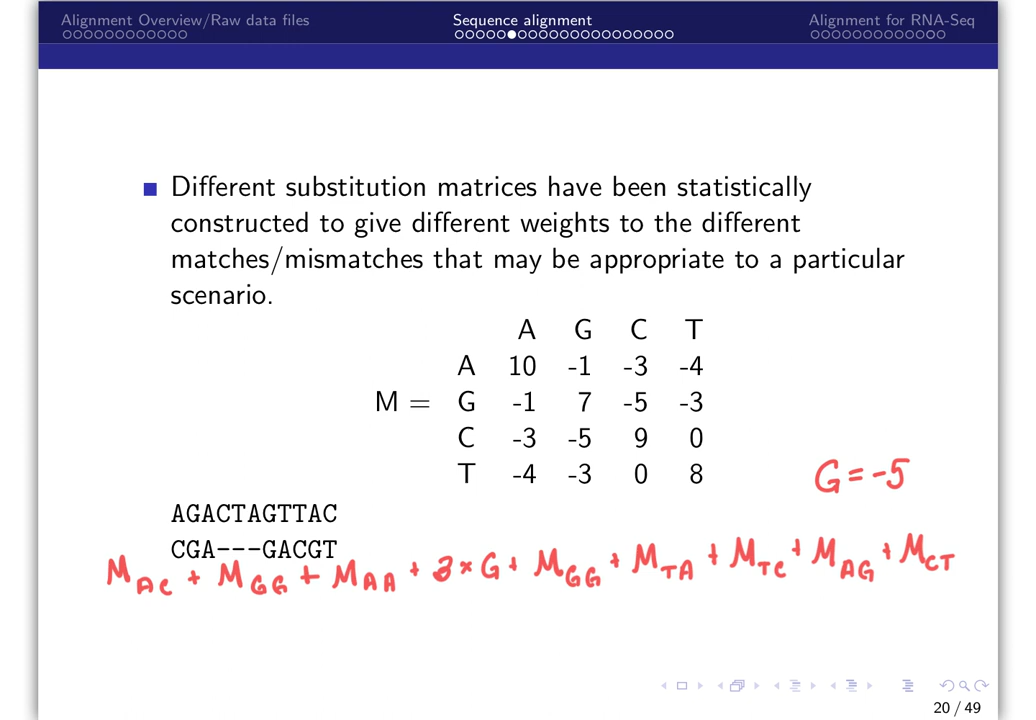 Alignment Overview/Raw data files Sequence alignment Alignment for RNA-Seq
Different substitution matrices have been statistically
constructed to give different weights to the different
matches/mismatches that may be appropriate to a particular
scenario.
A G C T
A 10 -1 -3 -4
M = G -1 7 -5 -3
C -3 -5 9 0
T -4 -3 0 8
G = -5
AGACTAGTTAC
CGA---GACGT
M_AC + M_GG + M_AA + 3 × G + M_GG + M_TA + M_TC + M_AG + M_CT
20 / 49